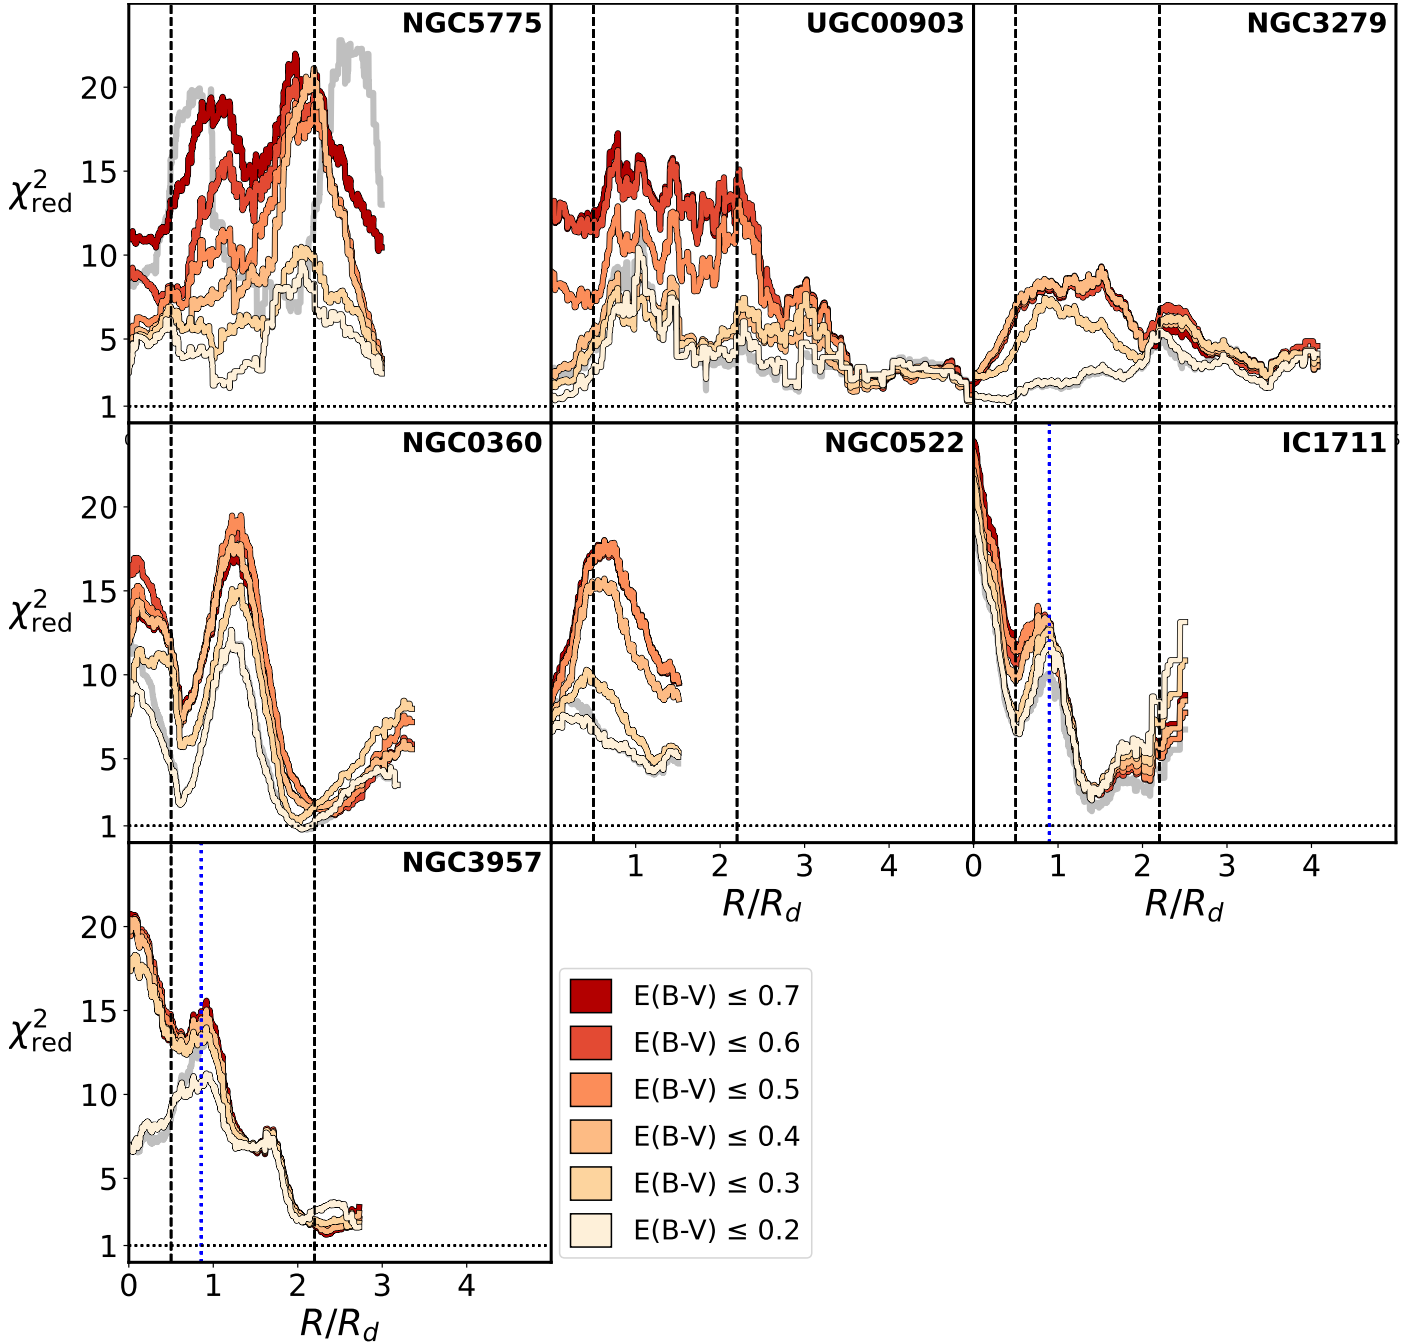 NGC5775
UGC00903
NGC3279
20
15
χ²red
10
5
1
NGC0360
NGC0522
IC1711
20
15
χ²red
10
5
1
1 2 3 4 0 1 2 3 4
R/Rd R/Rd
NGC3957
20
15
χ²red
10
5
1
0 1 2 3 4
R/Rd
E(B-V) ≤ 0.7
E(B-V) ≤ 0.6
E(B-V) ≤ 0.5
E(B-V) ≤ 0.4
E(B-V) ≤ 0.3
E(B-V) ≤ 0.2